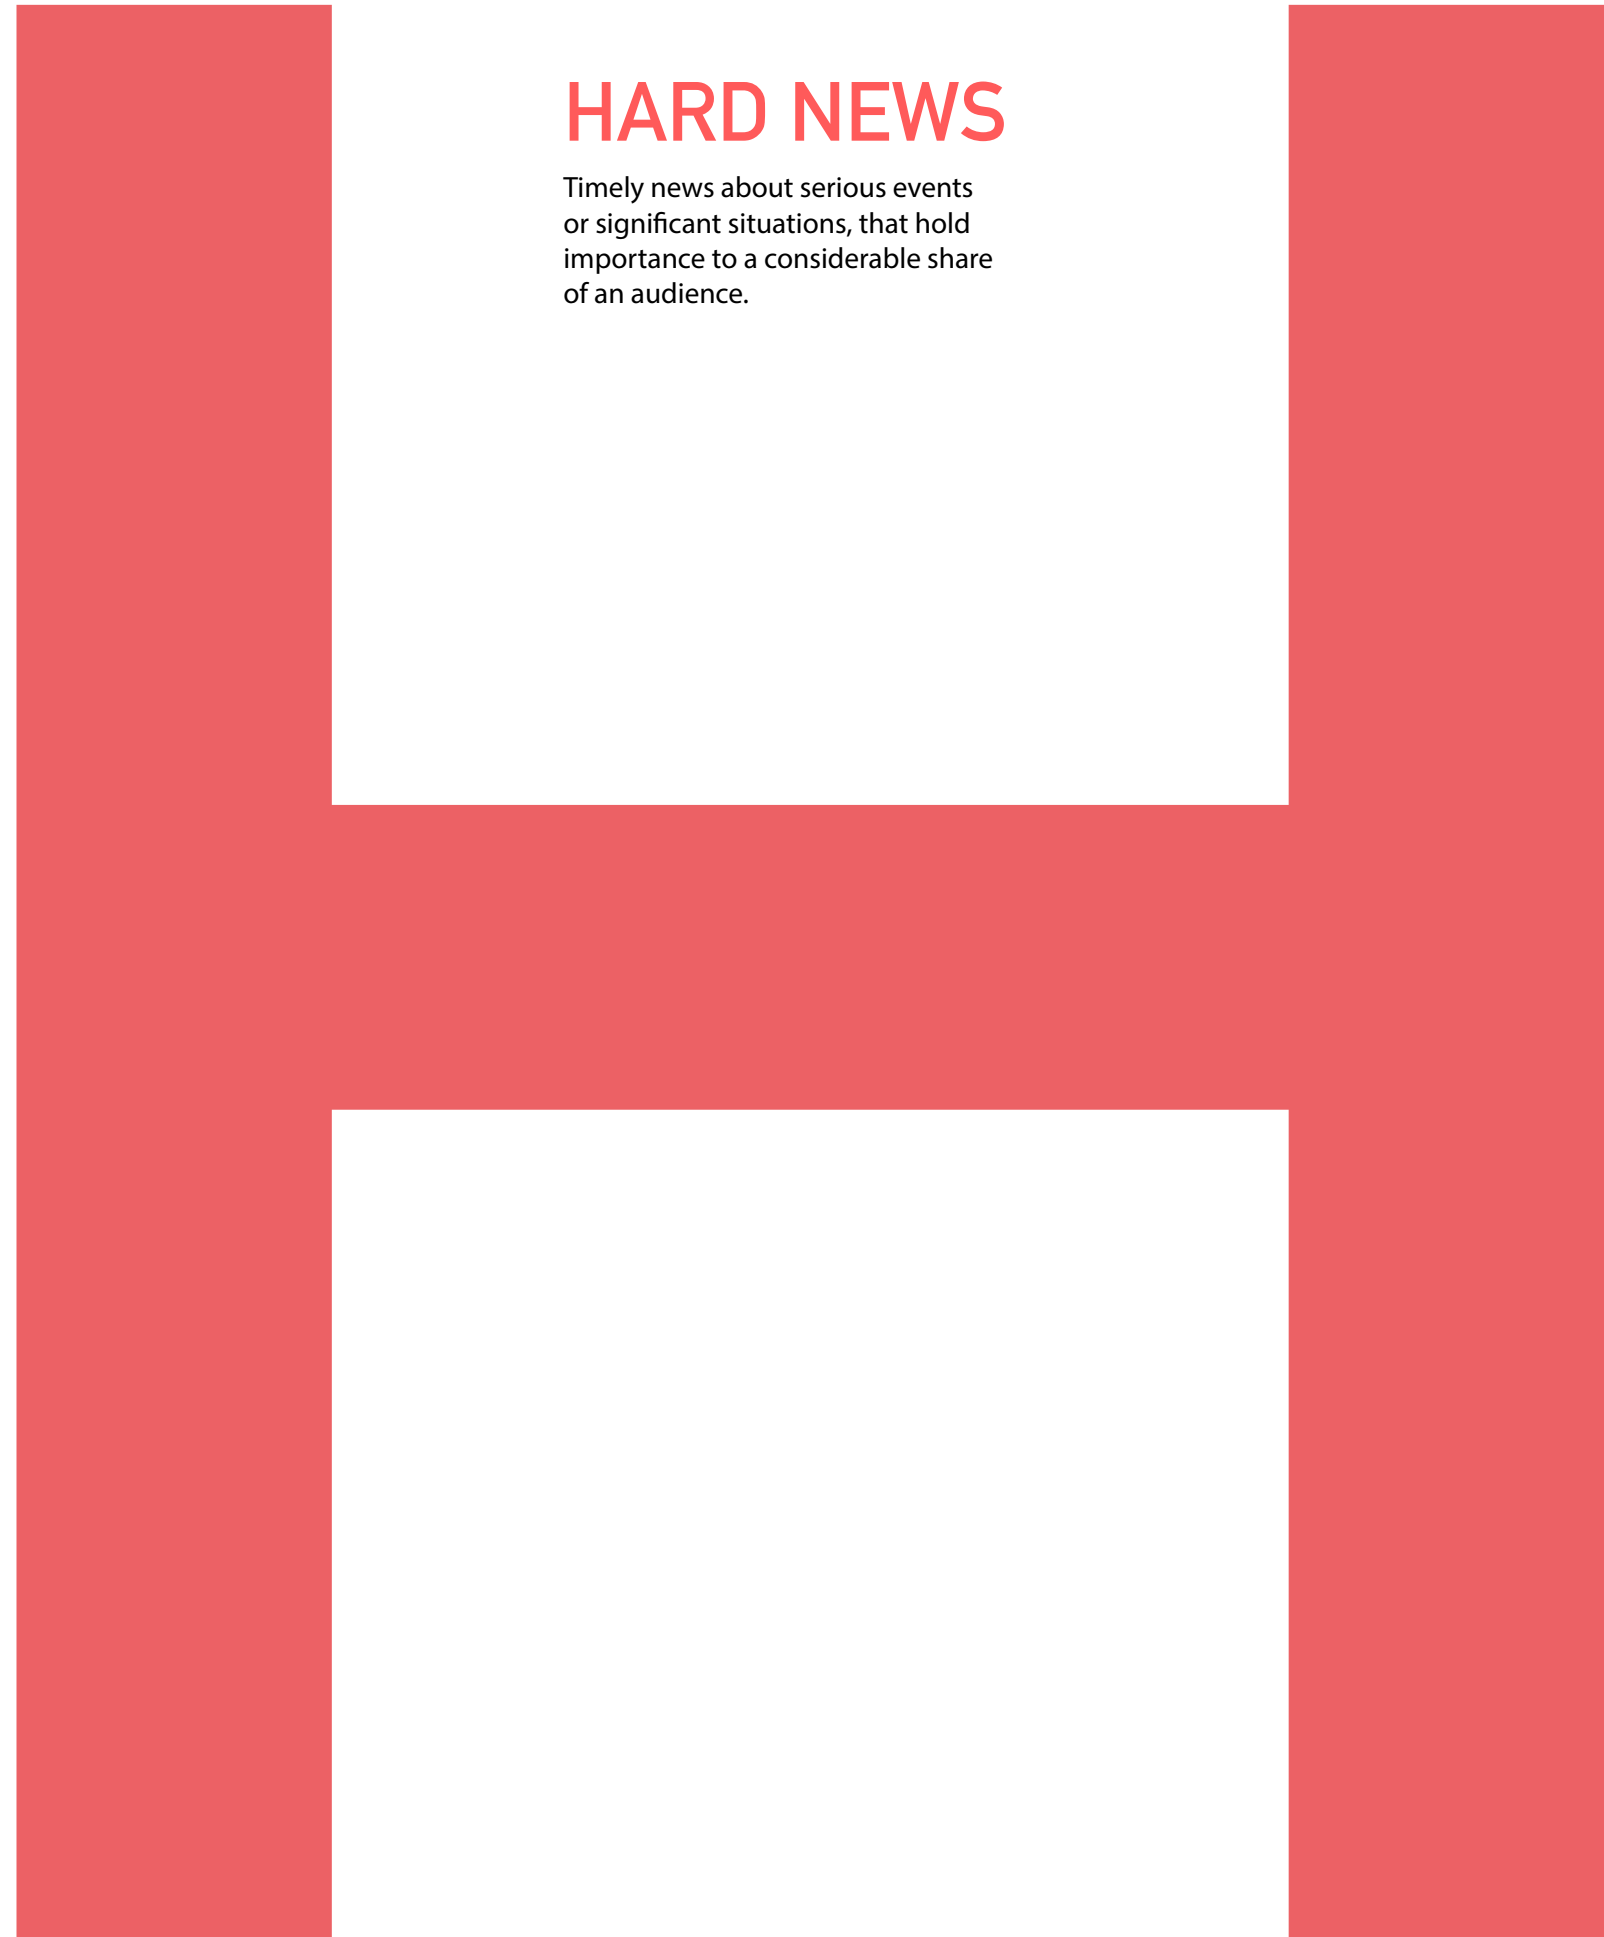 H
HARD NEWS
Timely news about serious events
or significant situations, that hold
importance to a considerable share
of an audience.